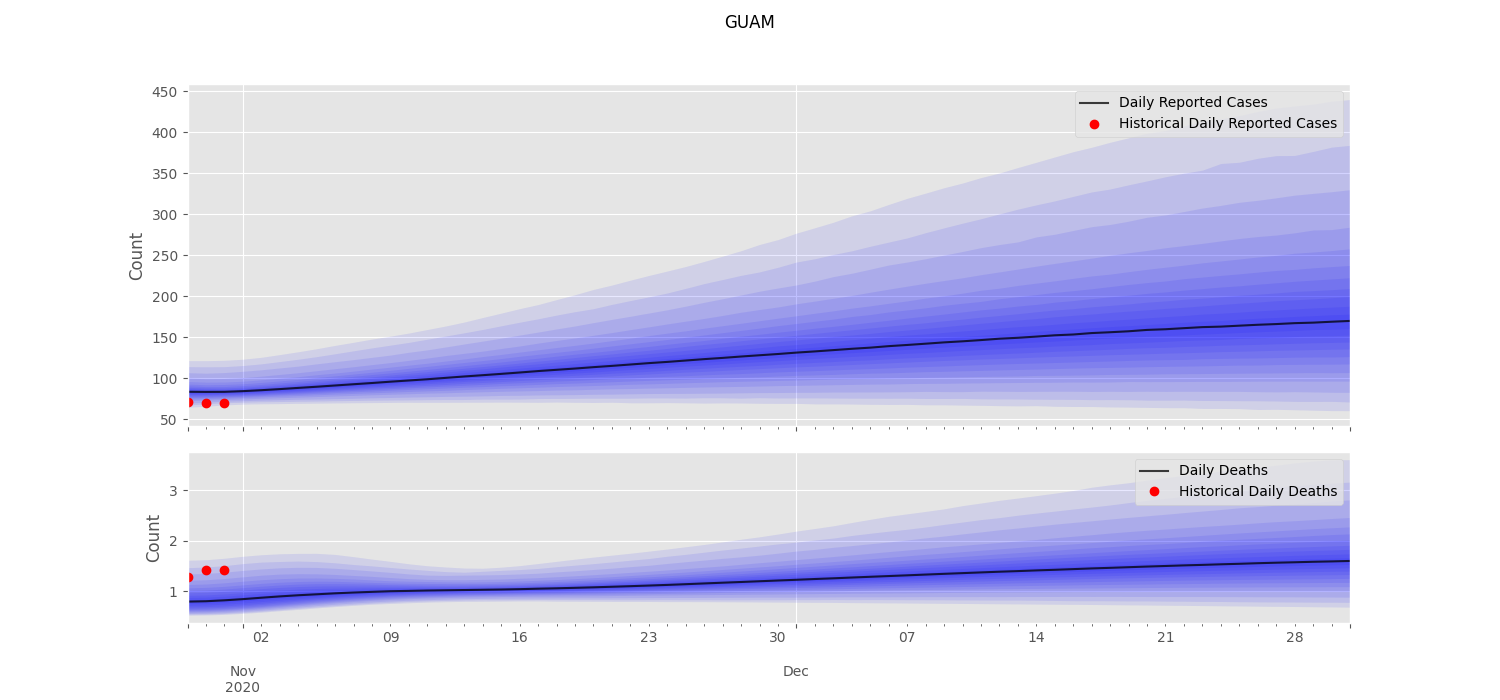 GUAM
450
400
350
300
250
200
150
100
50
Count
Daily Reported Cases
Historical Daily Reported Cases
3
2
1
Count
Daily Deaths
Historical Daily Deaths
02 09 16 23 30 07 14 21 28
Nov Dec
2020